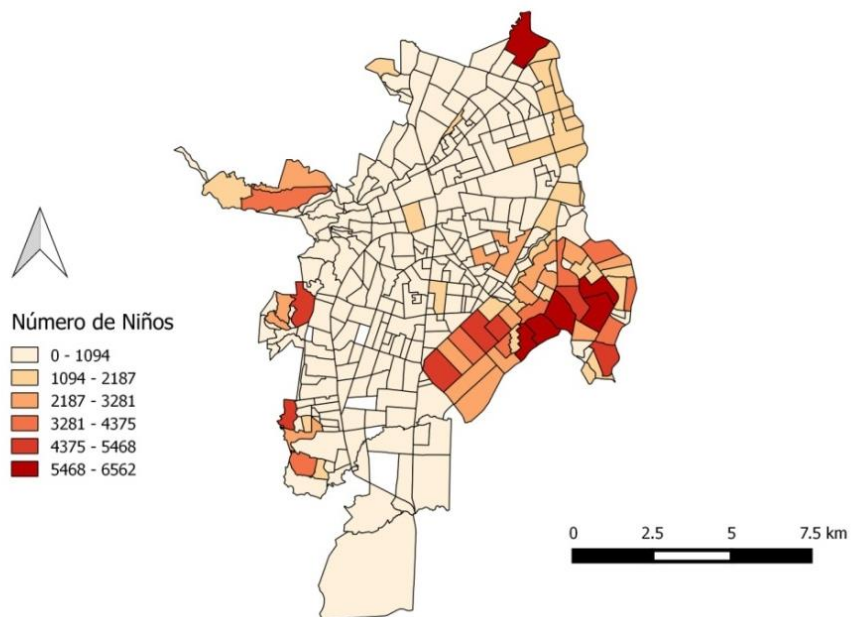 Número de Niños
0 - 1094
1094 - 2187
2187 - 3281
3281 - 4375
4375 - 5468
5468 - 6562
0 2.5 5 7.5 km